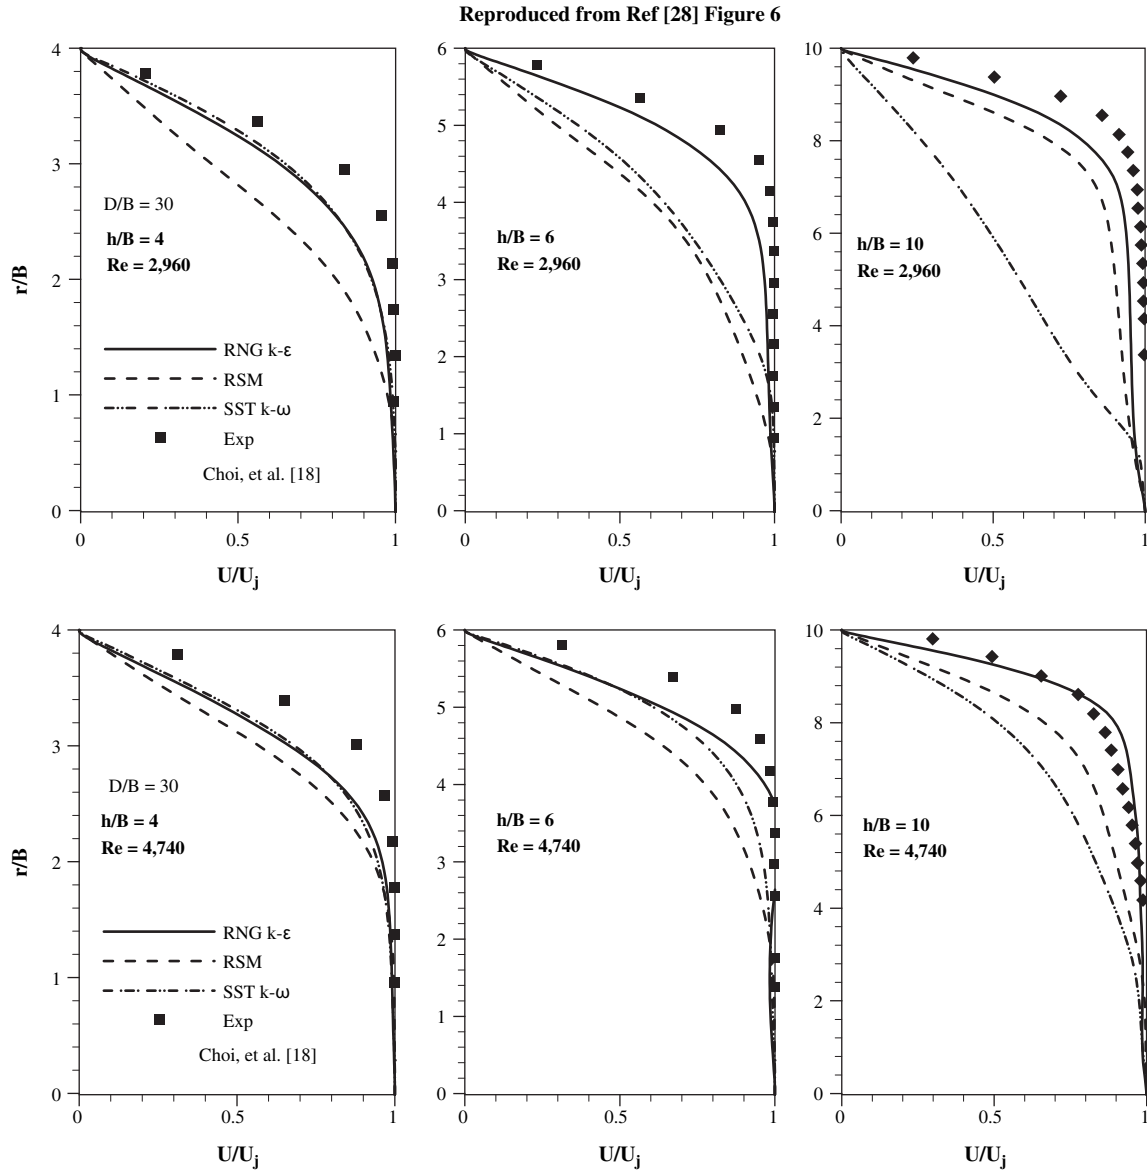 Reproduced from Ref [28] Figure 6
4
3
2
1
0
r/B
D/B = 30
h/B = 4
Re = 2,960
RNG k-ε
RSM
SST k-ω
Exp
Choi, et al. [18]
0
0.5
1
U/Uj
6
5
4
3
2
1
0
h/B = 6
Re = 2,960
0
0.5
1
U/Uj
10
8
6
4
2
0
h/B = 10
Re = 2,960
0
0.5
1
U/Uj
4
3
2
1
0
r/B
D/B = 30
h/B = 4
Re = 4,740
RNG k-ε
RSM
SST k-ω
Exp
Choi, et al. [18]
0
0.5
1
U/Uj
6
5
4
3
2
1
0
h/B = 6
Re = 4,740
0
0.5
1
U/Uj
10
8
6
4
2
0
h/B = 10
Re = 4,740
0
0.5
1
U/Uj